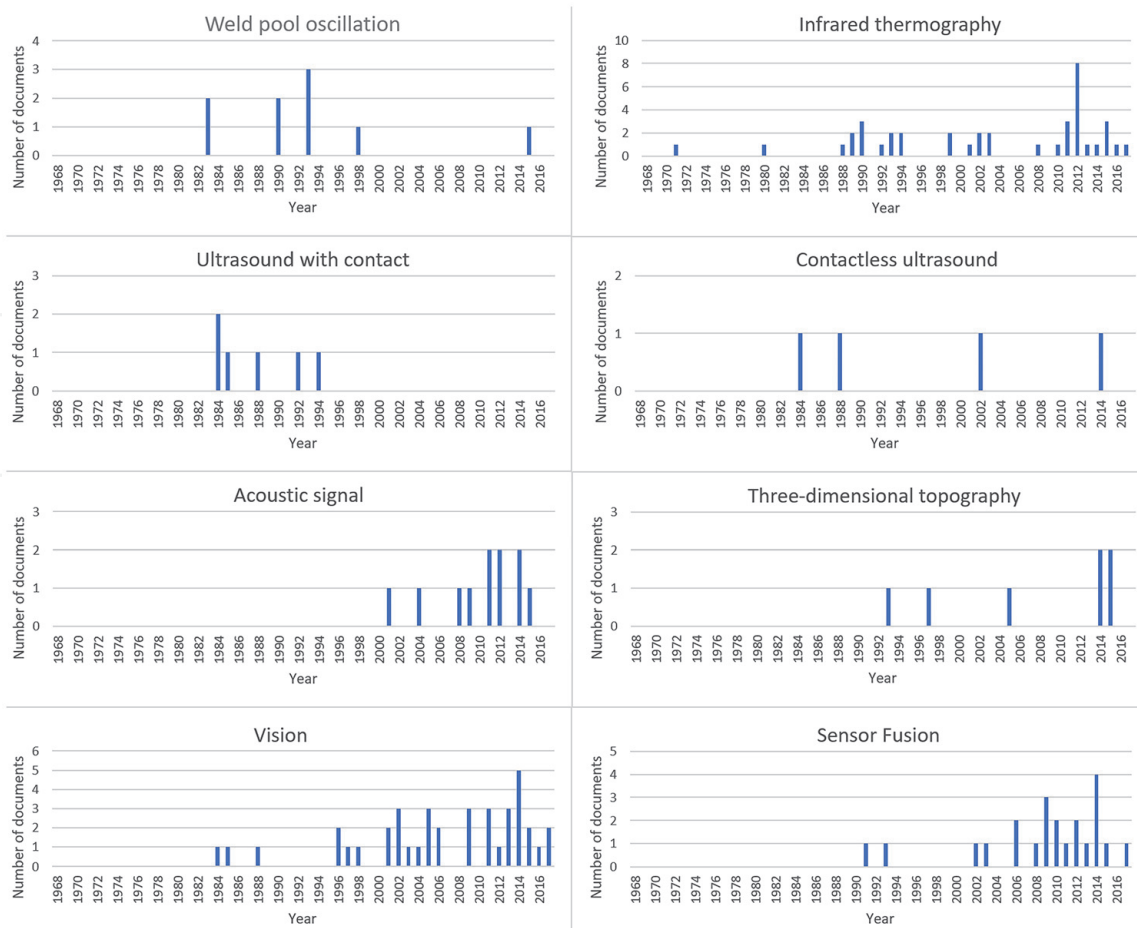 Weld pool oscillation
Number of documents
4
3
2
1
0
1968 1970 1972 1974 1976 1978 1980 1982 1984 1986 1988 1990 1992 1994 1996 1998 2000 2002 2004 2006 2008 2010 2012 2014 2016
Year
Infrared thermography
Number of documents
10
8
6
4
2
0
1968 1970 1972 1974 1976 1978 1980 1982 1984 1986 1988 1990 1992 1994 1996 1998 2000 2002 2004 2006 2008 2010 2012 2014 2016
Year
Ultrasound with contact
Number of documents
3
2
1
0
1968 1970 1972 1974 1976 1978 1980 1982 1984 1986 1988 1990 1992 1994 1996 1998 2000 2002 2004 2006 2008 2010 2012 2014 2016
Year
Contactless ultrasound
Number of documents
2
1
0
1968 1970 1972 1974 1976 1978 1980 1982 1984 1986 1988 1990 1992 1994 1996 1998 2000 2002 2004 2006 2008 2010 2012 2014 2016
Year
Acoustic signal
Number of documents
3
2
1
0
1968 1970 1972 1974 1976 1978 1980 1982 1984 1986 1988 1990 1992 1994 1996 1998 2000 2002 2004 2006 2008 2010 2012 2014 2016
Year
Three-dimensional topography
Number of documents
3
2
1
0
1968 1970 1972 1974 1976 1978 1980 1982 1984 1986 1988 1990 1992 1994 1996 1998 2000 2002 2004 2006 2008 2010 2012 2014 2016
Year
Vision
Number of documents
6
5
4
3
2
1
0
1968 1970 1972 1974 1976 1978 1980 1982 1984 1986 1988 1990 1992 1994 1996 1998 2000 2002 2004 2006 2008 2010 2012 2014 2016
Year
Sensor Fusion
Number of documents
5
4
3
2
1
0
1968 1970 1972 1974 1976 1978 1980 1982 1984 1986 1988 1990 1992 1994 1996 1998 2000 2002 2004 2006 2008 2010 2012 2014 2016
Year